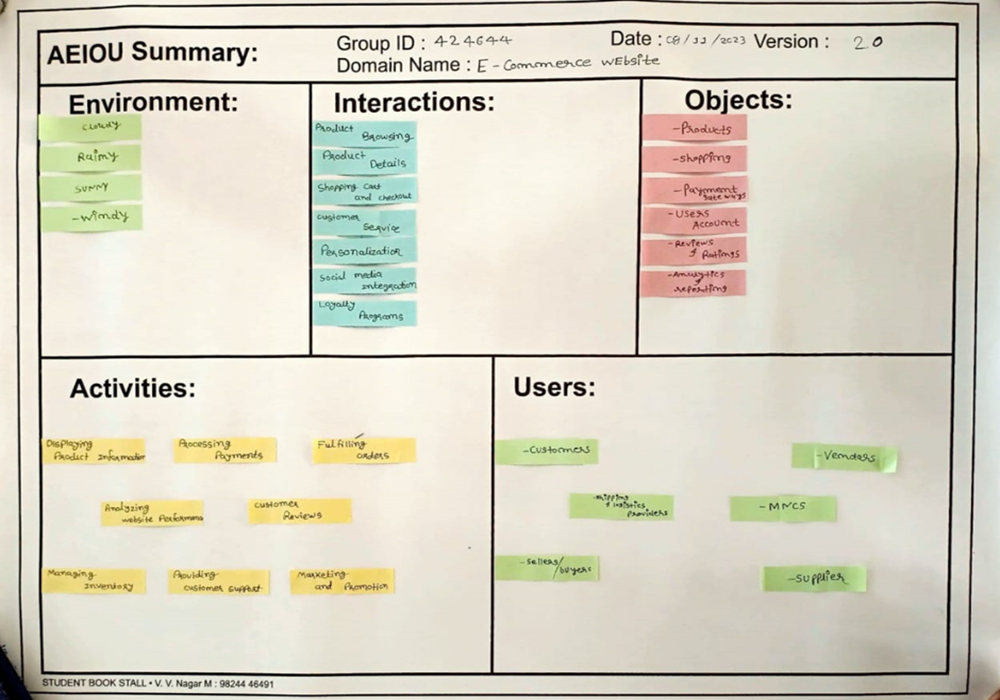 AEIOU Summary:
Group ID : 424644
Date : 08/11/2023 Version : 2.0
Domain Name : E-Commerce WEbsite
Environment:
cloudy
Rainy
SUNNY
-windy
Interactions:
Product
Browsing
Product
Details
Shopping Cart
and checkout
customer
Service
Personalization
Social media
Integration
Loyalty
Programs
Objects:
-Products
-shopping
-Payment
Gateways
-Users
Account
-Reviews
& Ratings
-Analytics
reporting
Activities:
Displaying
Product Information
Processing
Payments
Fulfilling
orders
Analyzing
website Performans
customer
Reviews
Managing
Inventory
Providing
customer support
Marketing
and Promotion
Users:
-Customers
-Vendors
-shipping
& logistics
Providers
-MNCS
-sellers/
buyers
-supplier
STUDENT BOOK STALL • V. V. Nagar M : 98244 46491